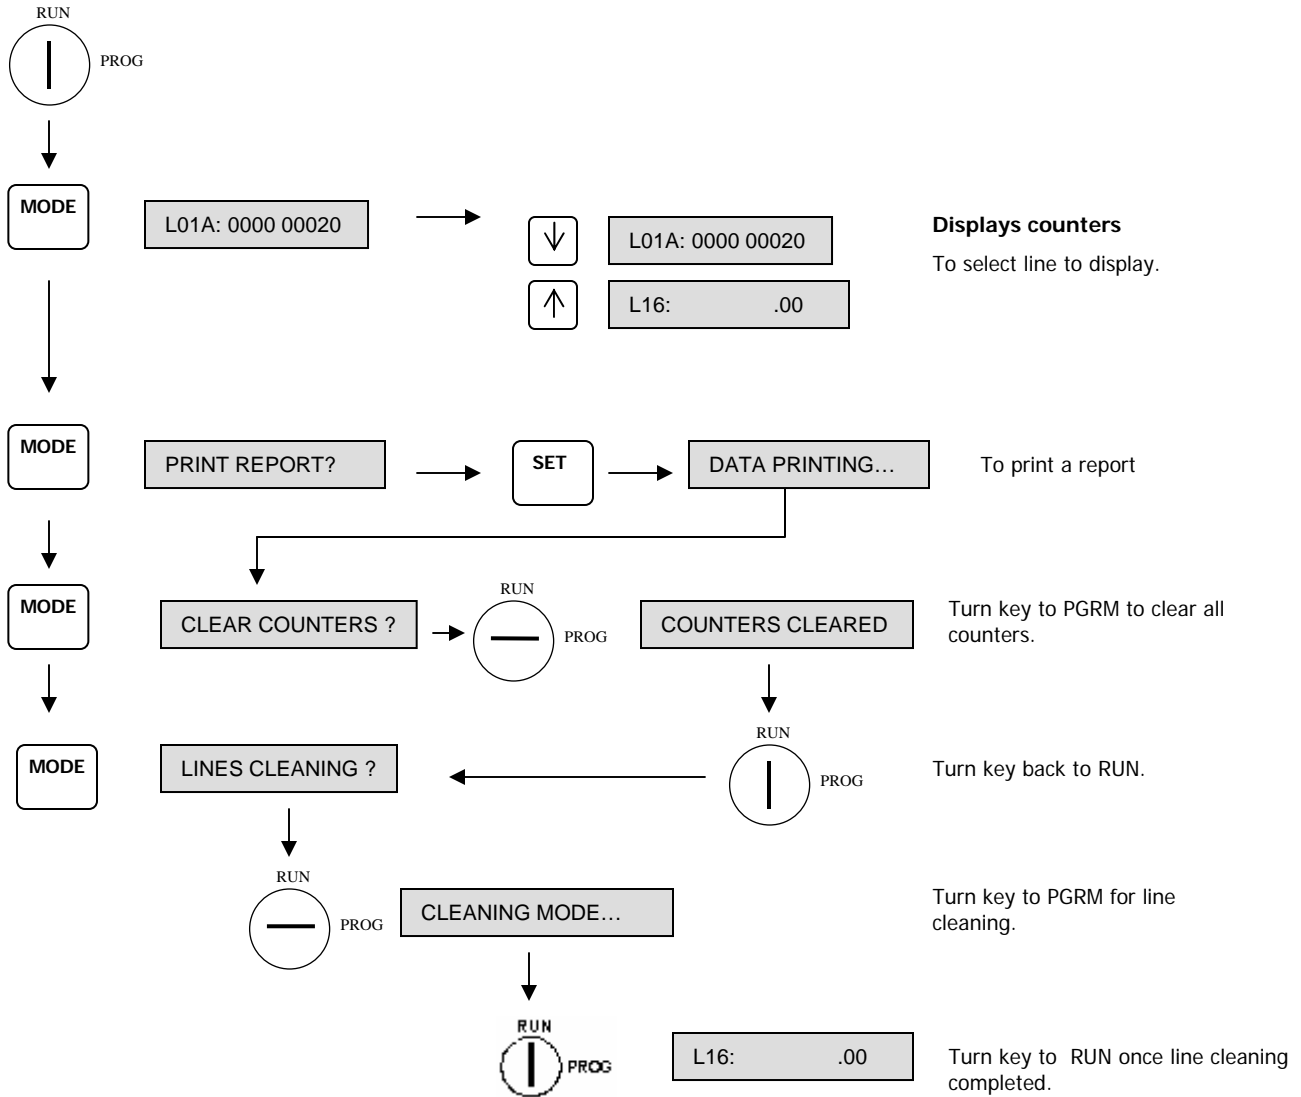 RUN
PROG
MODE
L01A: 0000 00020
L01A: 0000 00020
Displays counters
To select line to display.
L16: .00
MODE
PRINT REPORT?
SET
DATA PRINTING…
To print a report
MODE
CLEAR COUNTERS ?
RUN
PROG
COUNTERS CLEARED
Turn key to PGRM to clear all
counters.
MODE
LINES CLEANING ?
RUN
PROG
Turn key back to RUN.
RUN
PROG
CLEANING MODE…
Turn key to PGRM for line
cleaning.
RUN
PROG
L16: .00
Turn key to RUN once line cleaning
completed.